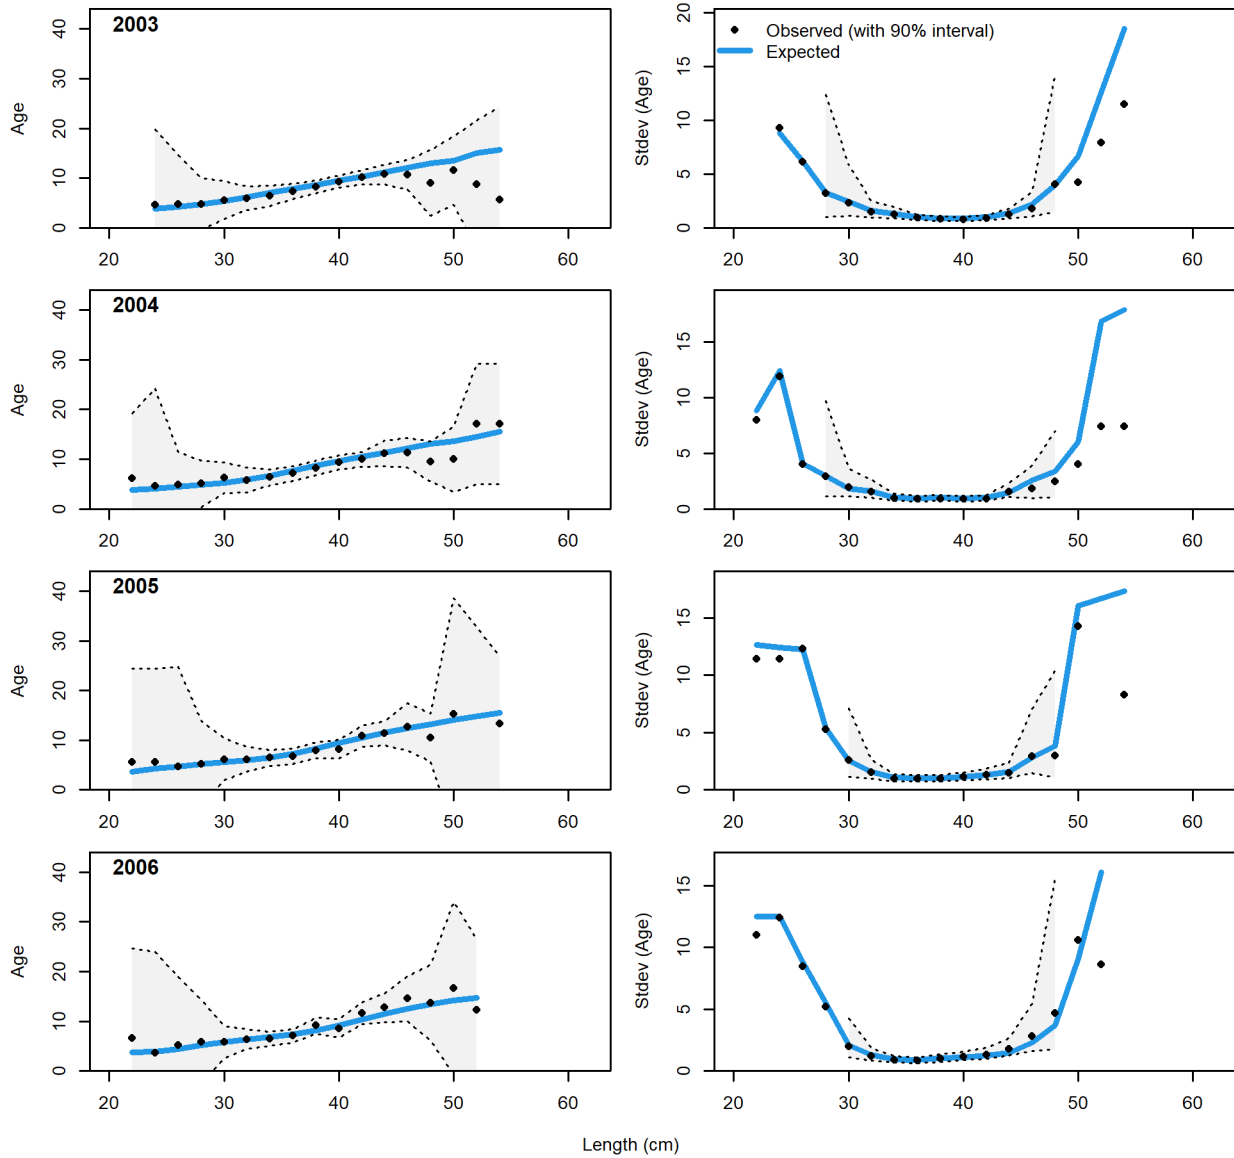 2003
Age
0 10 20 30 40
20 30 40 50 60
Observed (with 90% interval)
Expected
Stdev (Age)
0 5 10 15 20
20 30 40 50 60
2004
Age
0 10 20 30 40
20 30 40 50 60
Stdev (Age)
0 5 10 15
20 30 40 50 60
2005
Age
0 10 20 30 40
20 30 40 50 60
Stdev (Age)
0 5 10 15
20 30 40 50 60
2006
Age
0 10 20 30 40
20 30 40 50 60
Stdev (Age)
0 5 10 15
20 30 40 50 60
Length (cm)